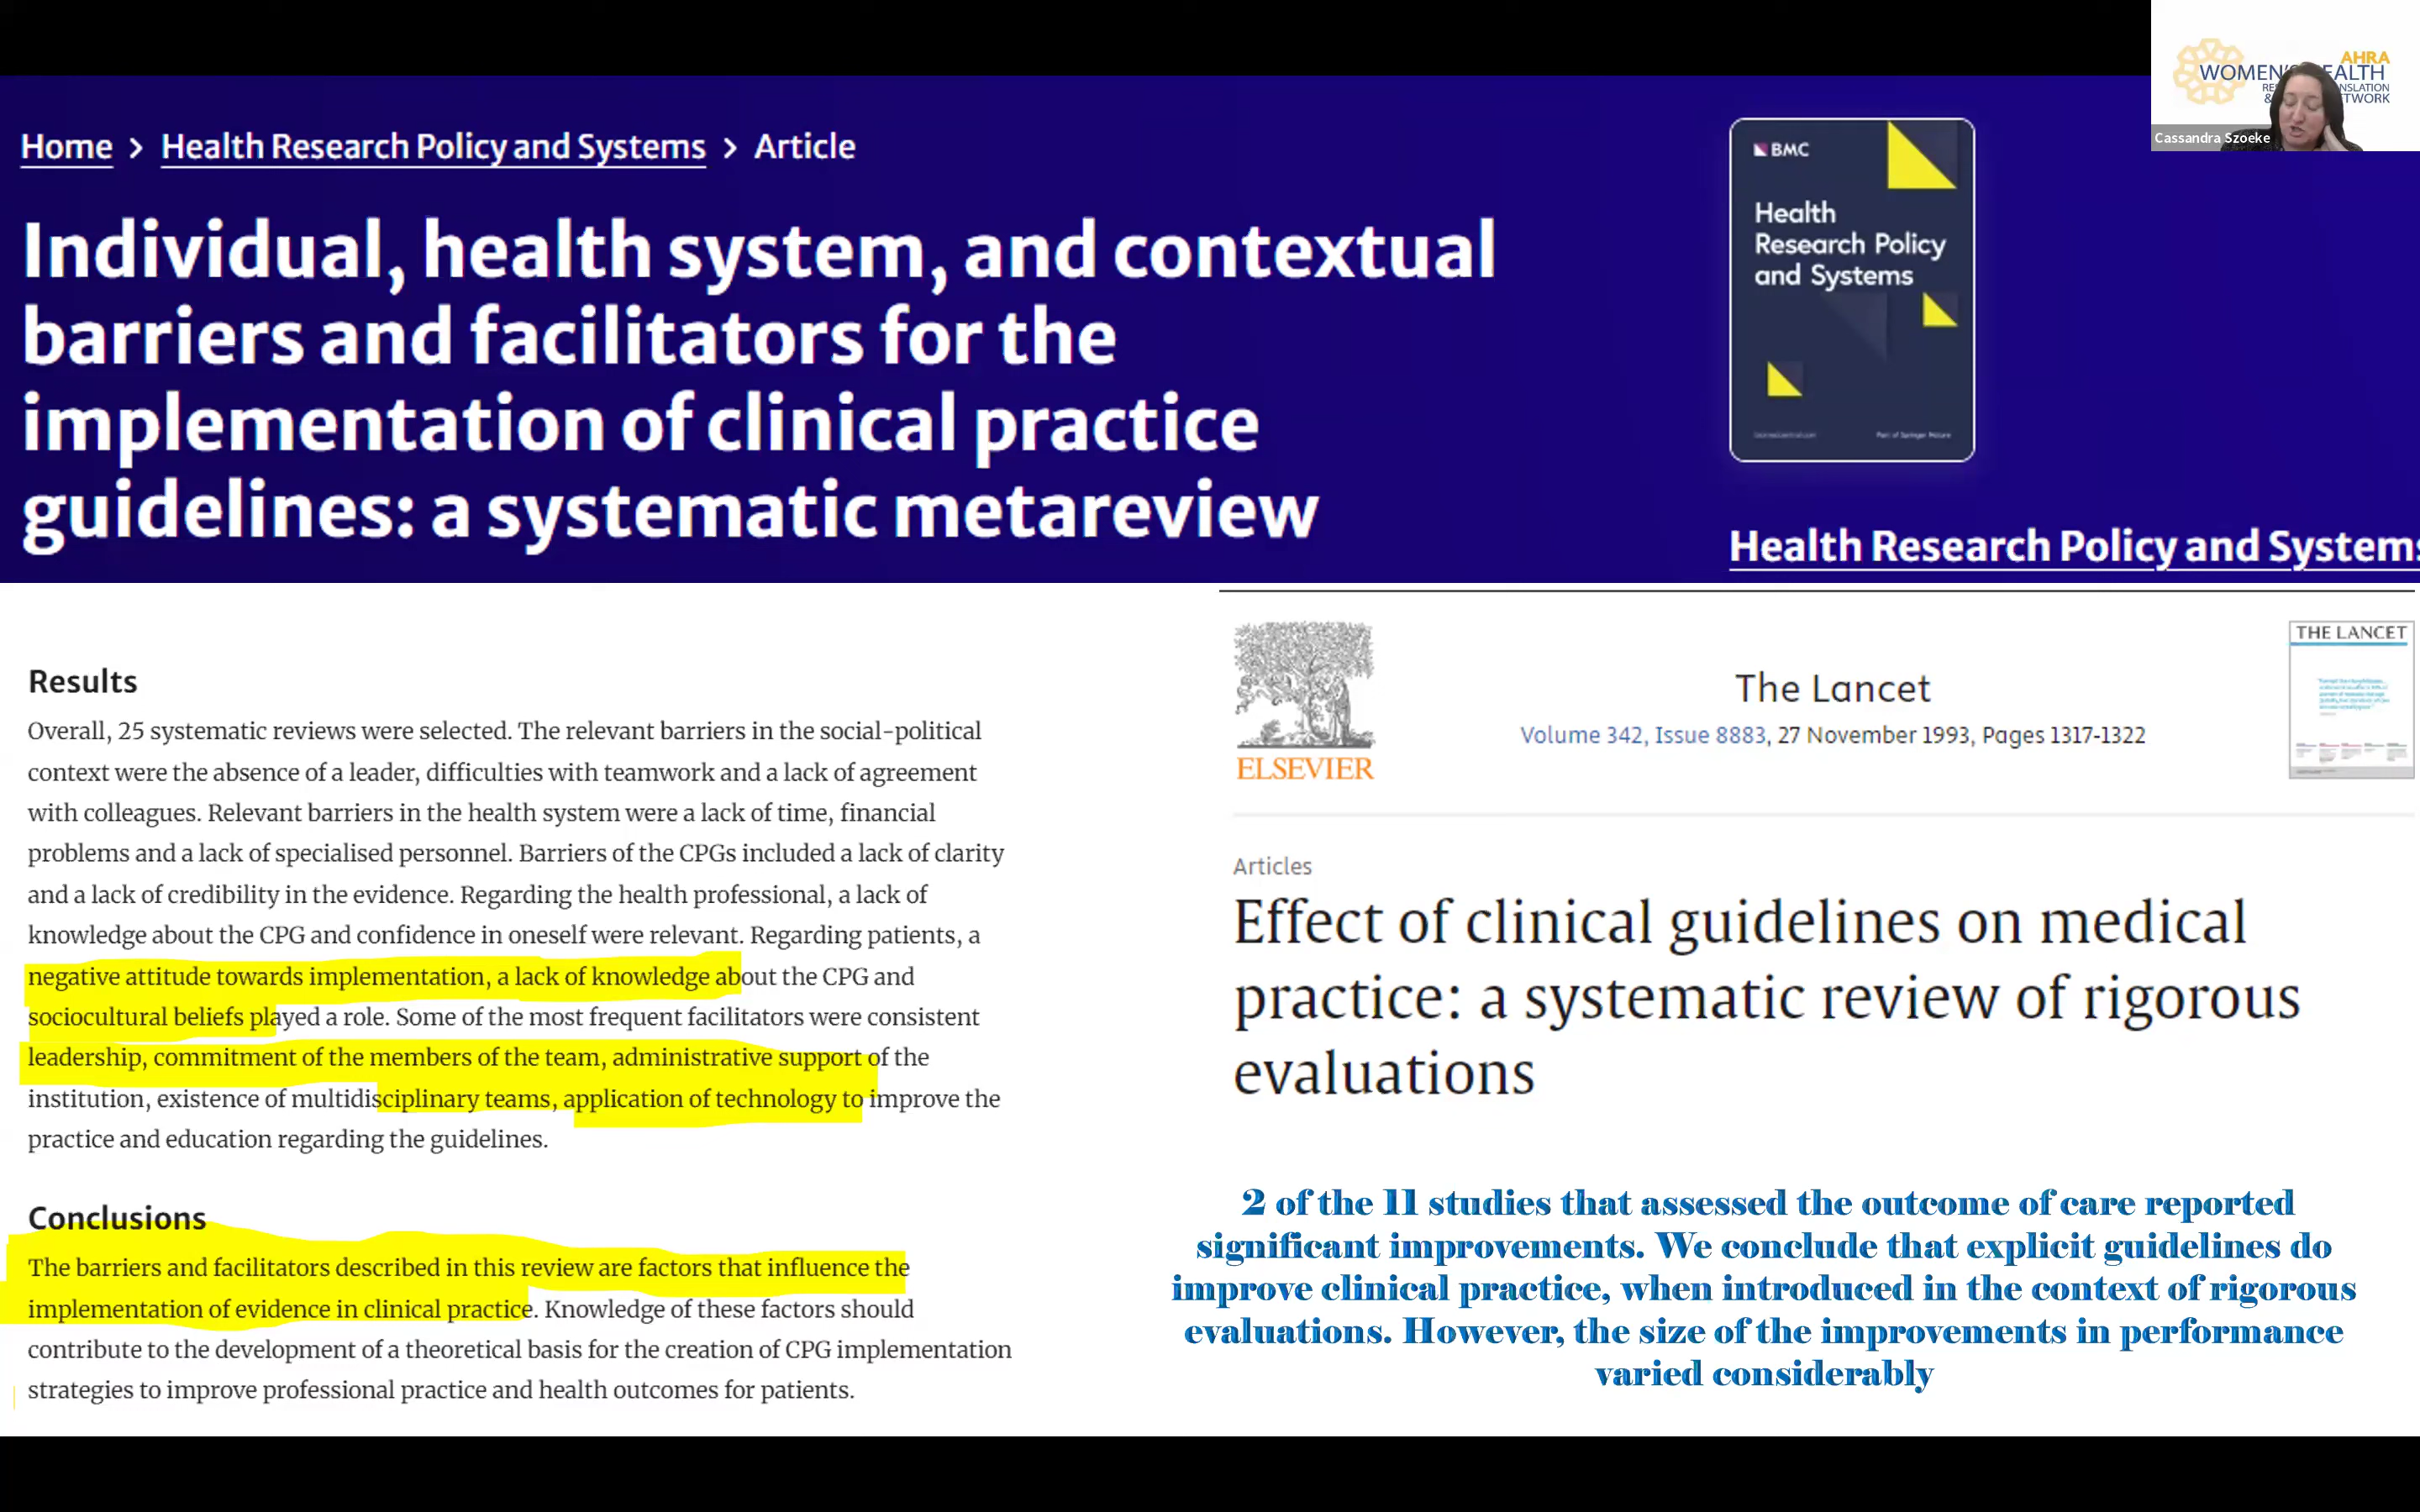 Home > Health Research Policy and Systems > Article
Individual, health system, and contextual
barriers and facilitators for the
implementation of clinical practice
guidelines: a systematic metareview
BMC
Health
Research Policy
and Systems
Part of Springer Nature
Health Research Policy and Systems
AHRA
WOMEN'S HEALTH
NETWORK
Cassandra Szoeke
Results
Overall, 25 systematic reviews were selected. The relevant barriers in the social-political
context were the absence of a leader, difficulties with teamwork and a lack of agreement
with colleagues. Relevant barriers in the health system were a lack of time, financial
problems and a lack of specialised personnel. Barriers of the CPGs included a lack of clarity
and a lack of credibility in the evidence. Regarding the health professional, a lack of
knowledge about the CPG and confidence in oneself were relevant. Regarding patients, a
negative attitude towards implementation, a lack of knowledge about the CPG and
sociocultural beliefs played a role. Some of the most frequent facilitators were consistent
leadership, commitment of the members of the team, administrative support of the
institution, existence of multidisciplinary teams, application of technology to improve the
practice and education regarding the guidelines.
Conclusions
The barriers and facilitators described in this review are factors that influence the
implementation of evidence in clinical practice. Knowledge of these factors should
contribute to the development of a theoretical basis for the creation of CPG implementation
strategies to improve professional practice and health outcomes for patients.
ELSEVIER
The Lancet
Volume 342, Issue 8883, 27 November 1993, Pages 1317-1322
THE LANCET
Articles
Effect of clinical guidelines on medical
practice: a systematic review of rigorous
evaluations
2 of the 11 studies that assessed the outcome of care reported
significant improvements. We conclude that explicit guidelines do
improve clinical practice, when introduced in the context of rigorous
evaluations. However, the size of the improvements in performance
varied considerably